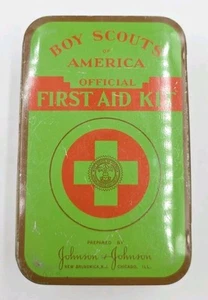 BOY SCOUTS
OF
AMERICA
OFFICIAL
FIRST AID KIT
PREPARED BY
Johnson & Johnson
NEW BRUNSWICK, N.J. CHICAGO, ILL.